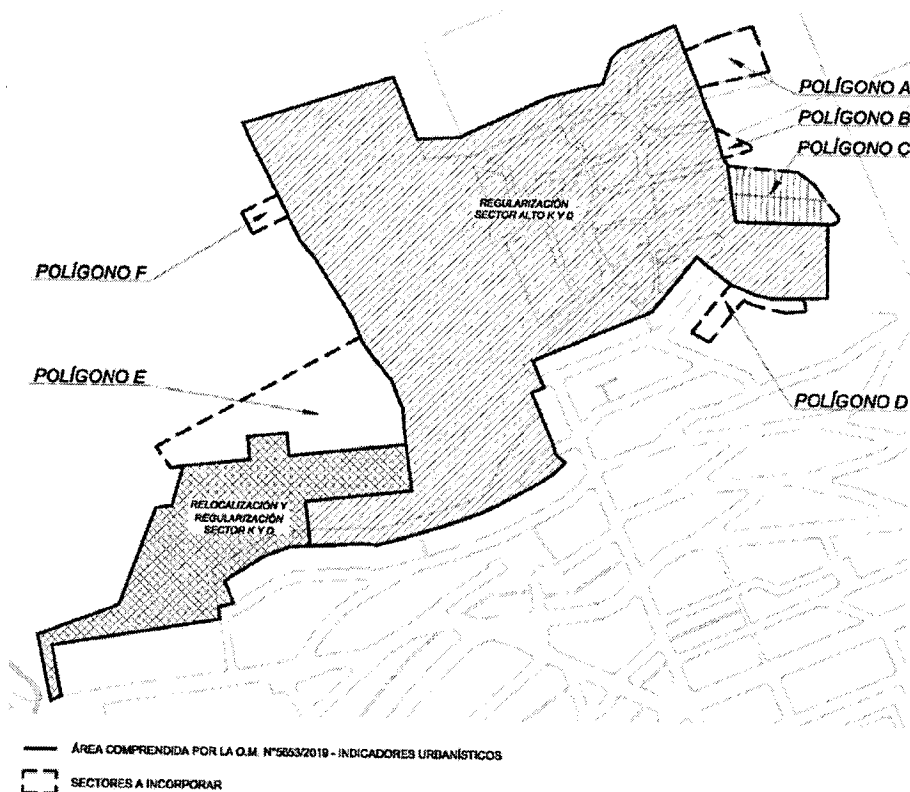 POLÍGONO A
POLÍGONO B
POLÍGONO C
REGULARIZACIÓN
SECTOR ALTO K Y D
POLÍGONO F
POLÍGONO E
POLÍGONO D
RELOCALIZACIÓN Y
REGULARIZACIÓN
SECTOR K Y D
ÁREA COMPRENDIDA POR LA O.M. N°5653/2019 - INDICADORES URBANÍSTICOS
SECTORES A INCORPORAR